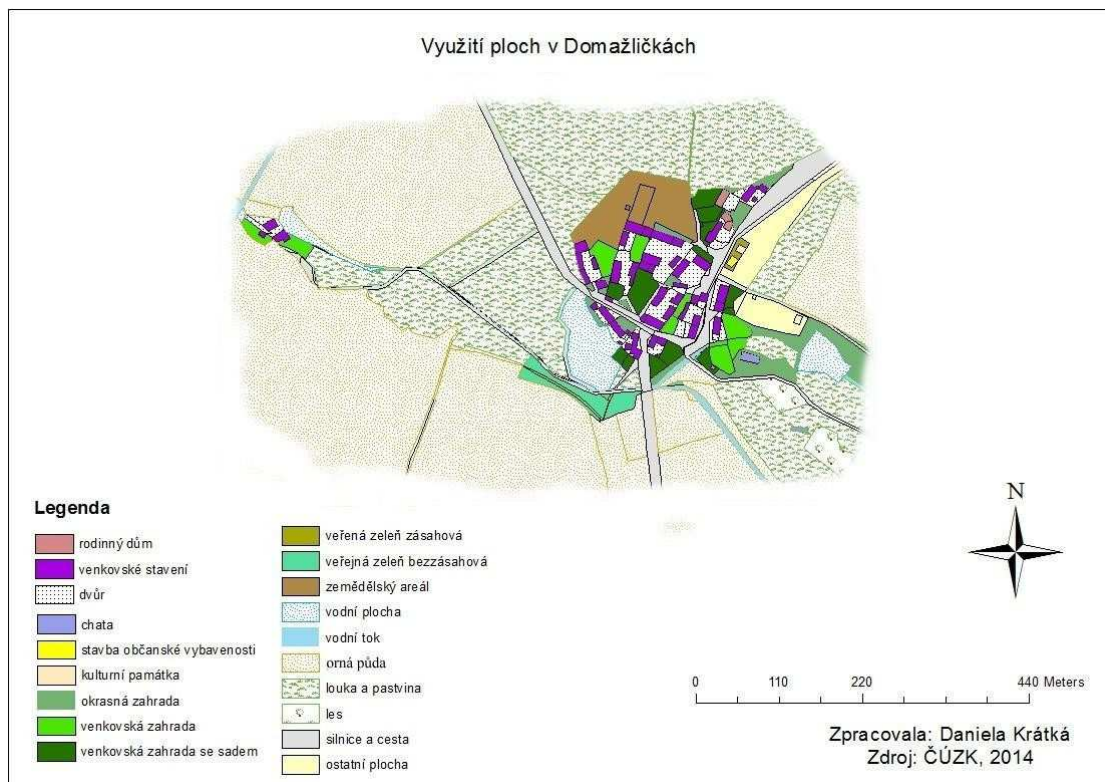 Využití ploch v Domažličkách
Legenda
rodinný dům
venkovské stavení
dvůr
chata
stavba občanské vybavenosti
kulturní památka
okrasná zahrada
venkovská zahrada
venkovská zahrada se sadem
veřená zeleň zásahová
veřejná zeleň bezzásahová
zemědělský areál
vodní plocha
vodní tok
orná půda
louka a pastvina
les
silnice a cesta
ostatní plocha
N
0 110 220 440 Meters
Zpracovala: Daniela Krátká
Zdroj: ČÚZK, 2014